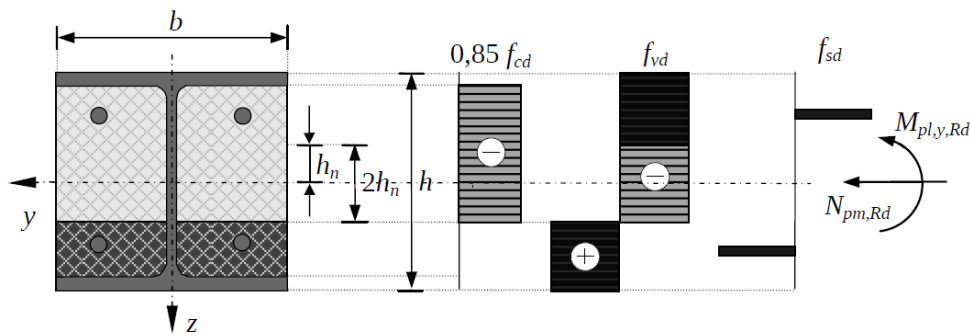 b
0,85 f_cd
f_vd
f_sd
M_pl,y,Rd
h_n
2h_n
h
−
-
+
y
N_pm,Rd
z